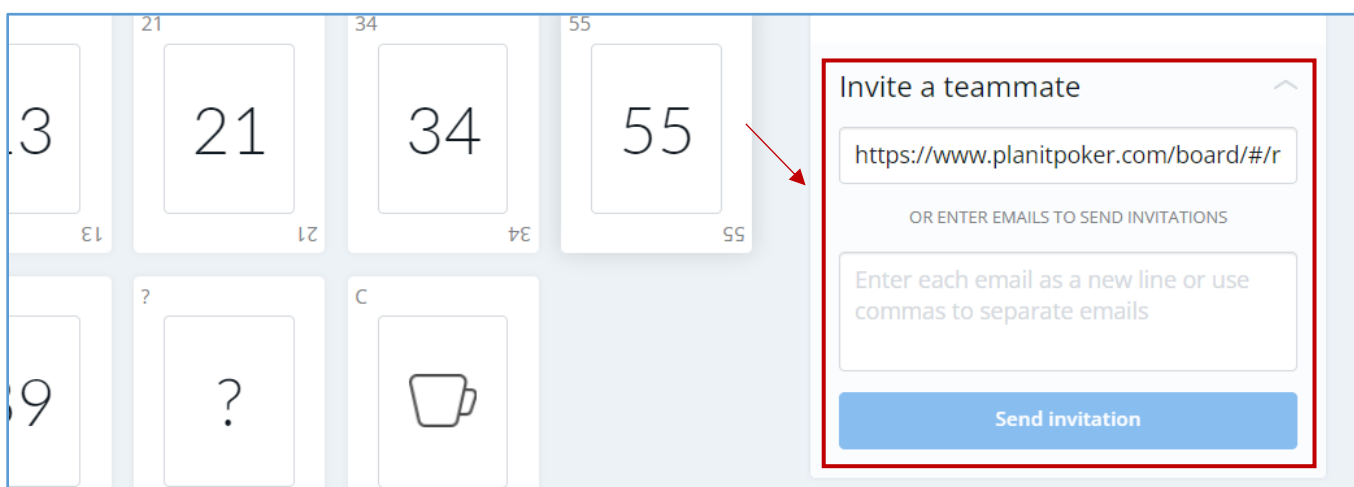 21
34
55
Invite a teammate
13
21
34
55
https://www.planitpoker.com/board/#/r
OR ENTER EMAILS TO SEND INVITATIONS
13
21
34
55
Enter each email as a new line or use
commas to separate emails
?
C
?
Send invitation